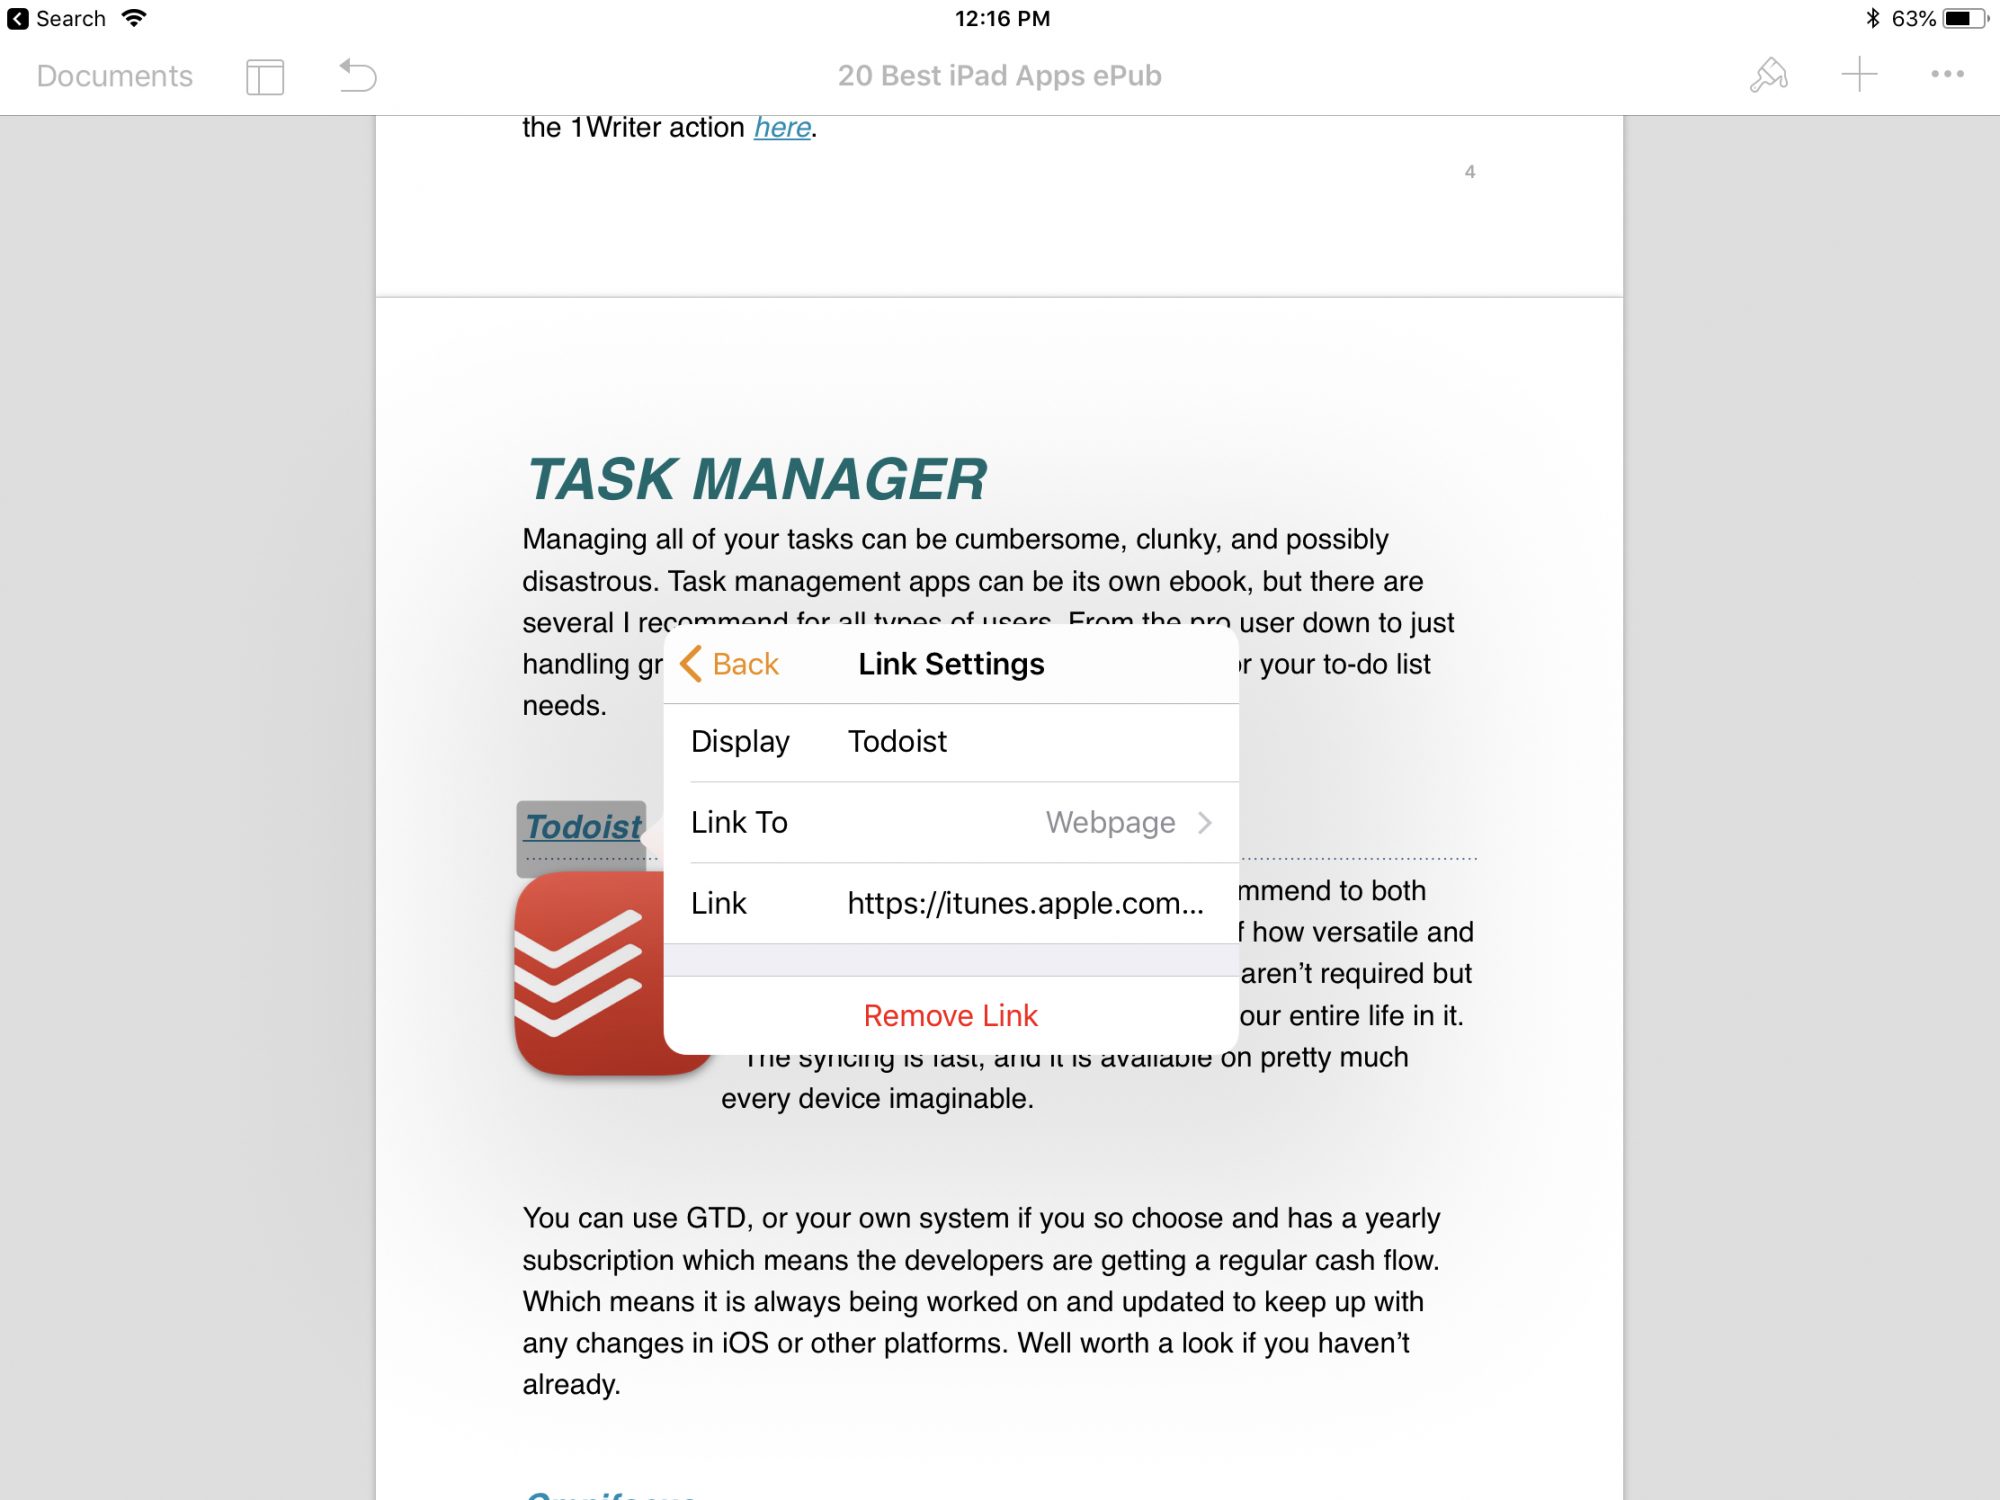 Search
12:16 PM
63%
Documents
20 Best iPad Apps ePub
the 1Writer action here.
4
TASK MANAGER
Managing all of your tasks can be cumbersome, clunky, and possibly
disastrous. Task management apps can be its own ebook, but there are
several I recommend for all types of users. From the pro user down to just
handling gr
or your to-do list
needs.
Back
Link Settings
Display Todoist
Link To Webpage
Link https://itunes.apple.com...
Remove Link
Todoist
mmend to both
f how versatile and
aren’t required but
our entire life in it.
The syncing is fast, and it is available on pretty much
every device imaginable.
You can use GTD, or your own system if you so choose and has a yearly
subscription which means the developers are getting a regular cash flow.
Which means it is always being worked on and updated to keep up with
any changes in iOS or other platforms. Well worth a look if you haven’t
already.
Omnifocus